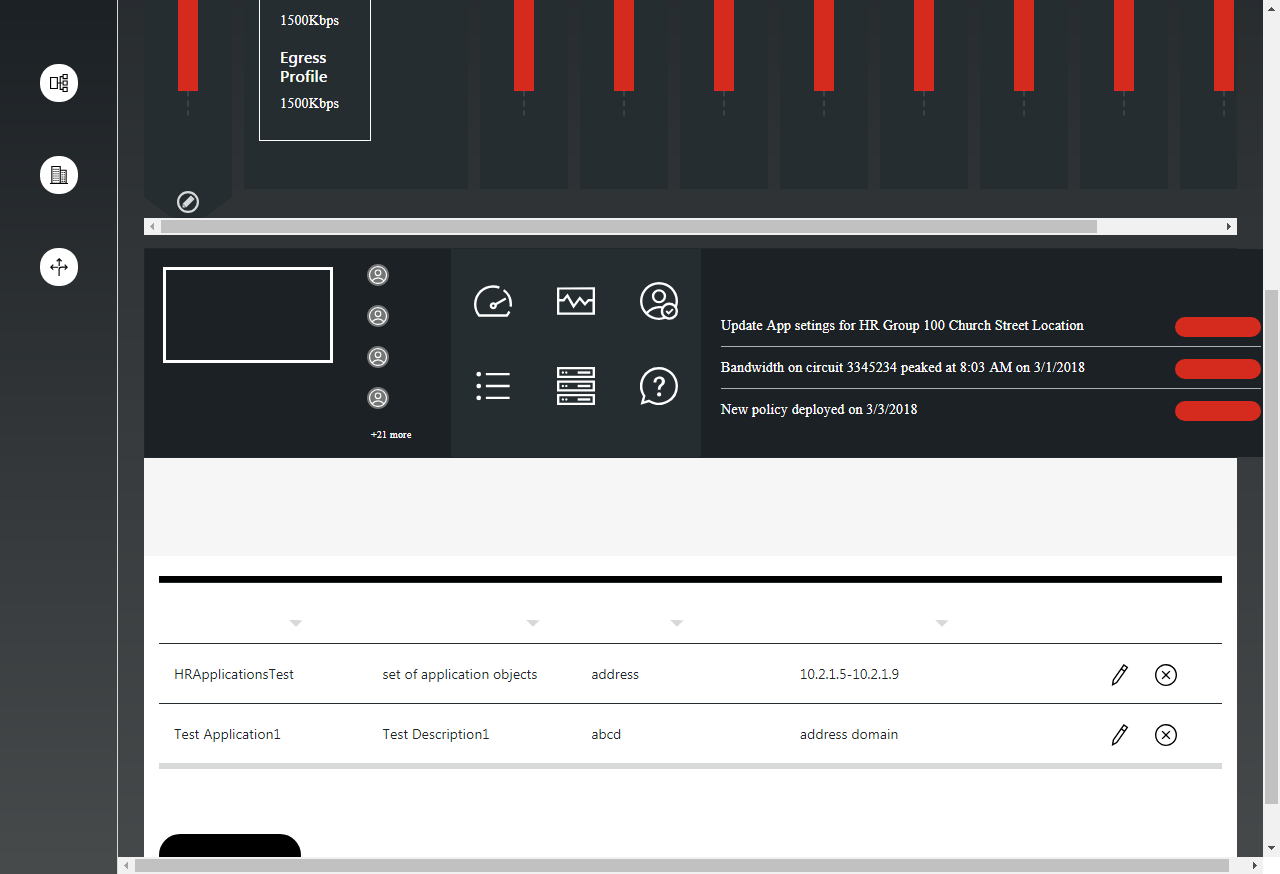 1500Kbps
Egress
Profile
1500Kbps
Update App setings for HR Group 100 Church Street Location
Bandwidth on circuit 3345234 peaked at 8:03 AM on 3/1/2018
New policy deployed on 3/3/2018
+21 more
HRApplicationsTest set of application objects address 10.2.1.5-10.2.1.9
Test Application1 Test Description1 abcd address domain